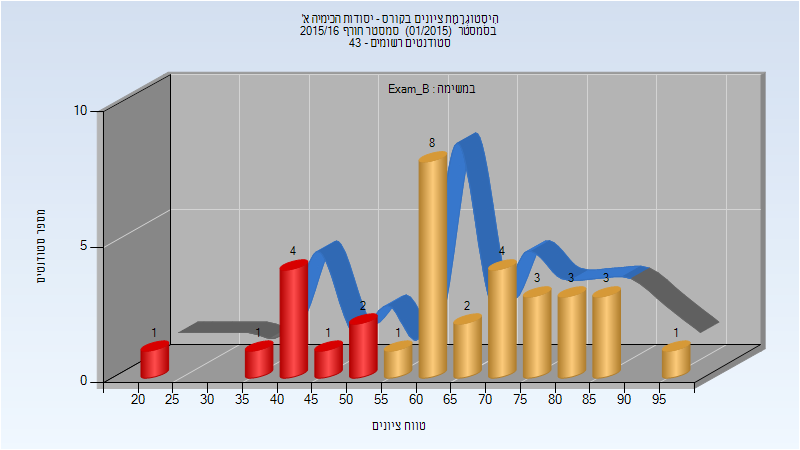 היסטוגרמת ציונים בקורס - יסודות הכימיה א'
בסמסטר (01/2015) סמסטר חורף 2015/16
סטודנטים רשומים - 43
במשימה : Exam_B
מספר סטודנטים
10
5
0
1
1
4
1
2
1
8
2
4
3
3
3
1
20 25 30 35 40 45 50 55 60 65 70 75 80 85 90 95
טווח ציונים